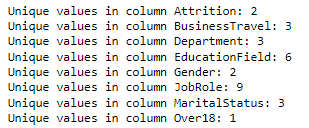 Unique values in column Attrition: 2
Unique values in column BusinessTravel: 3
Unique values in column Department: 3
Unique values in column EducationField: 6
Unique values in column Gender: 2
Unique values in column JobRole: 9
Unique values in column MaritalStatus: 3
Unique values in column Over18: 1